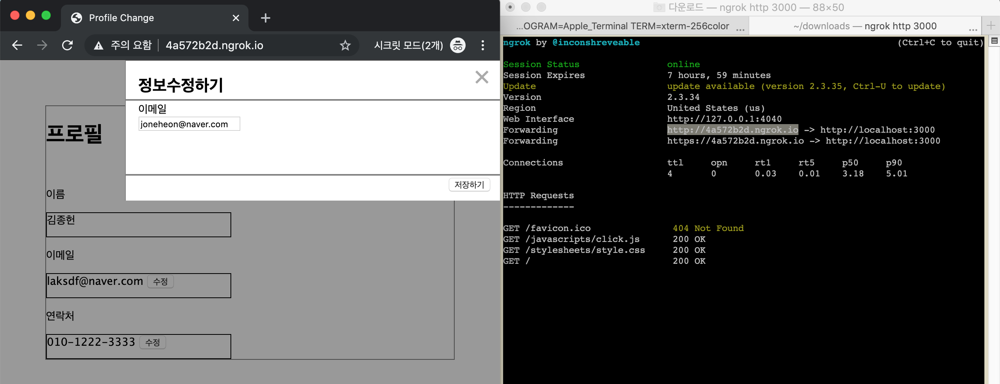 Profile Change
주의 요함 4a572b2d.ngrok.io 시크릿 모드(2개)
정보수정하기
이메일
joneheon@naver.com
저장하기
프로필
이름
김종헌
이메일
laksdf@naver.com 수정
연락처
010-1222-3333 수정
다운로드 — ngrok http 3000 — 88×50
...OGRAM=Apple_Terminal TERM=xterm-256color ... ~/downloads — ngrok http 3000 ...
ngrok by @inconshreveable (Ctrl+C to quit)
Session Status online
Session Expires 7 hours, 59 minutes
Update update available (version 2.3.35, Ctrl-U to update)
Version 2.3.34
Region United States (us)
Web Interface http://127.0.0.1:4040
Forwarding http://4a572b2d.ngrok.io -> http://localhost:3000
Forwarding https://4a572b2d.ngrok.io -> http://localhost:3000
Connections ttl opn rt1 rt5 p50 p90
4 0 0.03 0.01 3.18 5.01
HTTP Requests
-------------
GET /favicon.ico 404 Not Found
GET /javascripts/click.js 200 OK
GET /stylesheets/style.css 200 OK
GET / 200 OK